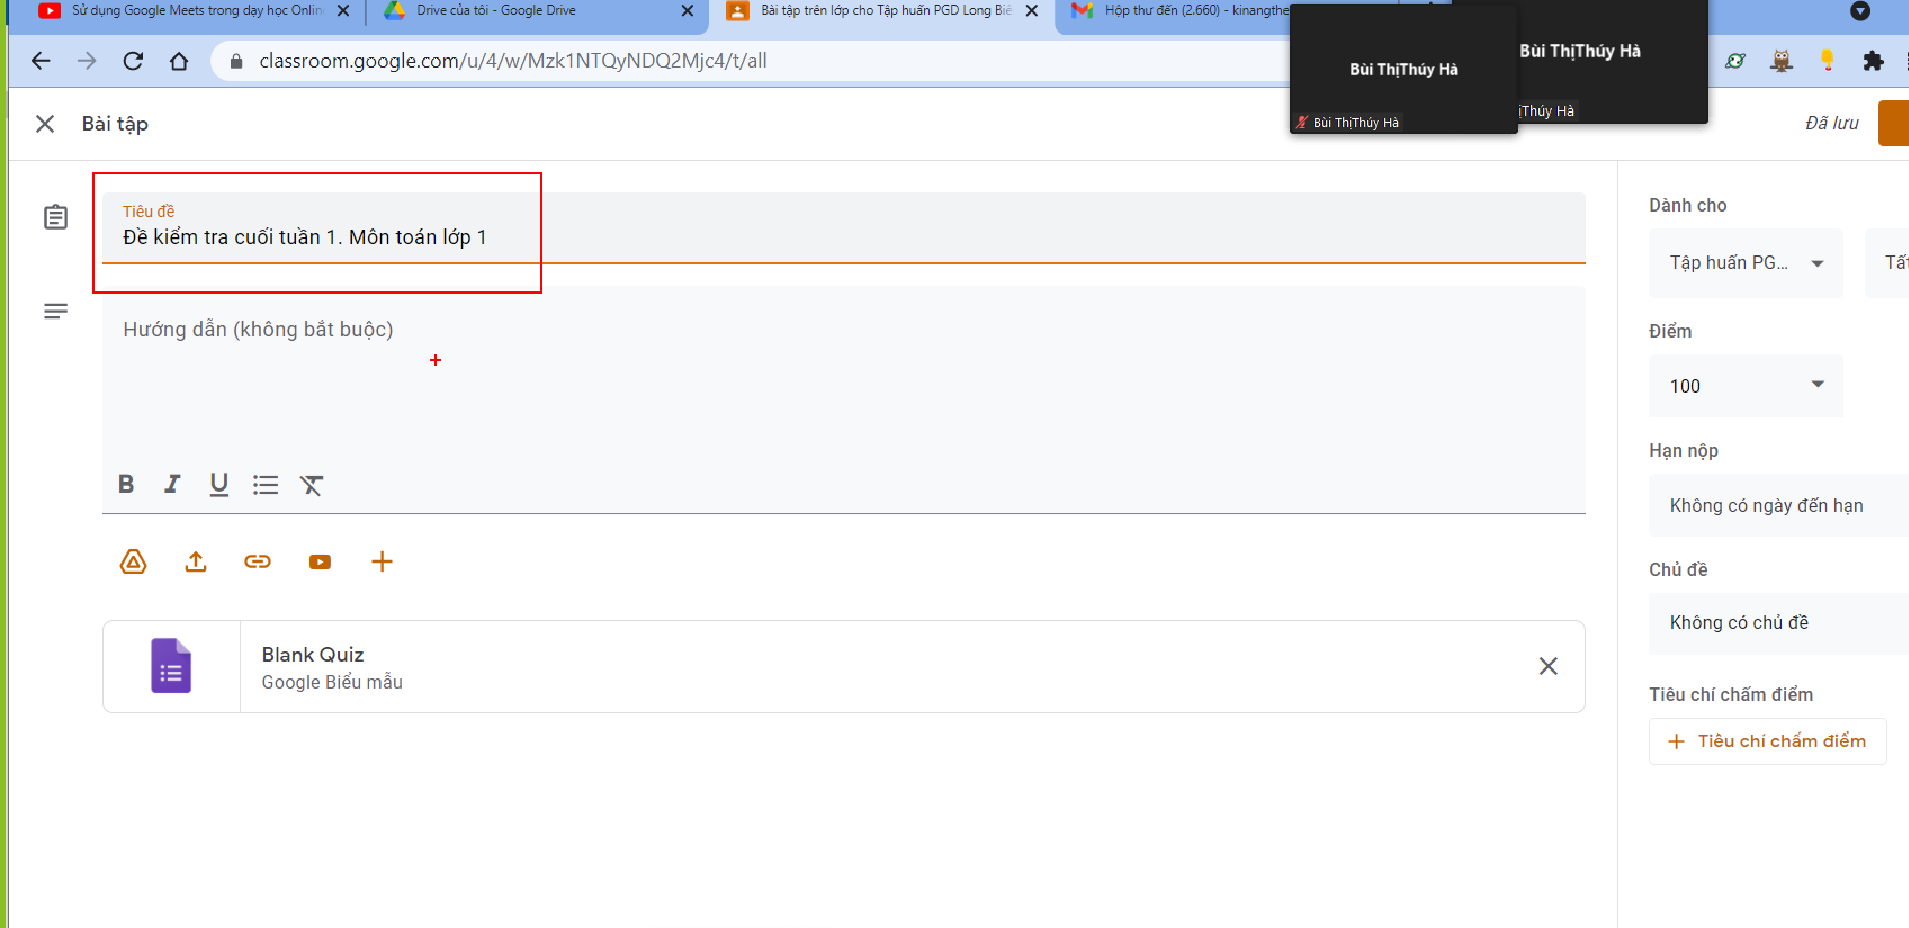 Sử dụng Google Meets trong dạy học Onlin
Drive của tôi - Google Drive
Bài tập trên lớp cho Tập huấn PGD Long Biê
Hộp thư đến (2.660) - kinangthe
classroom.google.com/u/4/w/Mzk1NTQyNDQ2Mjc4/t/all
Bùi ThịThúy Hà
Bùi ThịThúy Hà
Bùi ThịThúy Hà
ịThúy Hà
Bài tập
Đã lưu
Tiêu đề
Đề kiểm tra cuối tuần 1. Môn toán lớp 1
Hướng dẫn (không bắt buộc)
B I U
Blank Quiz
Google Biểu mẫu
Dành cho
Tập huấn PG...
Tất
Điểm
100
Hạn nộp
Không có ngày đến hạn
Chủ đề
Không có chủ đề
Tiêu chí chấm điểm
+ Tiêu chí chấm điểm